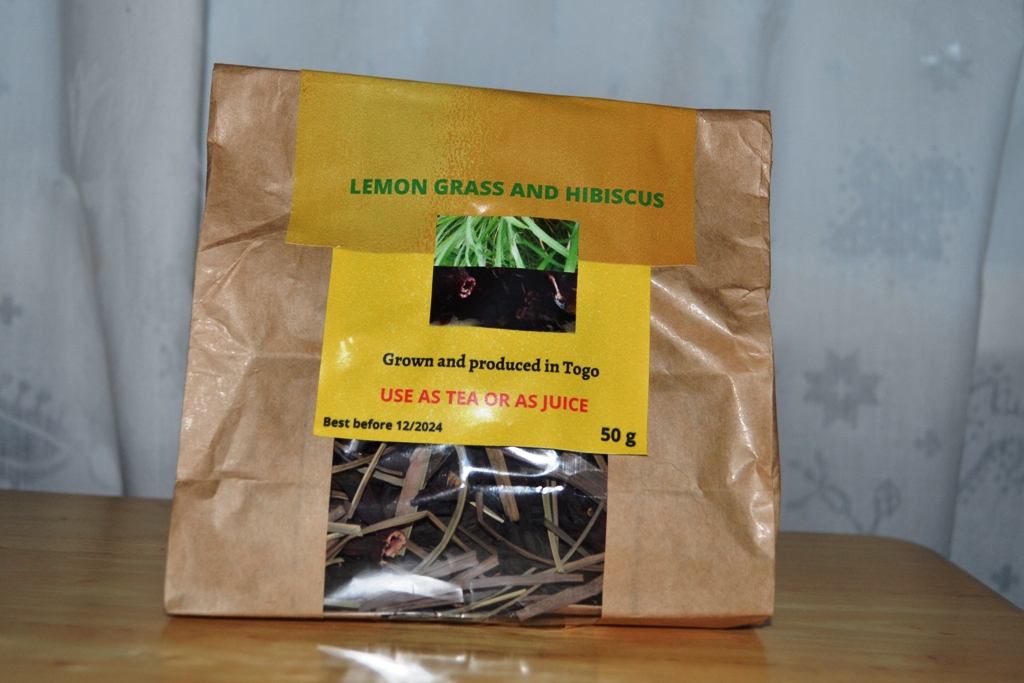 LEMON GRASS AND HIBISCUS
Grown and produced in Togo
USE AS TEA OR AS JUICE
Best before 12/2024
50 g